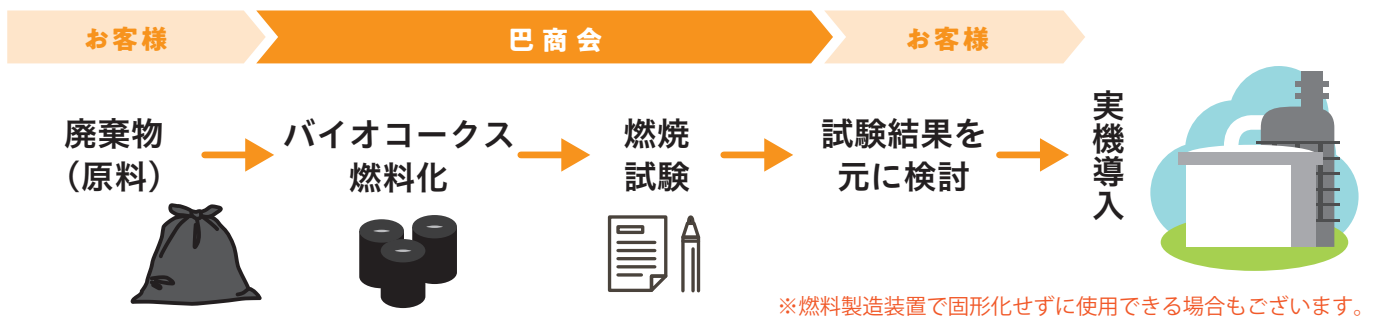 お客様
巴商会
お客様
廃棄物
（原料）
バイオコークス
燃料化
燃焼
試験
試験結果を
元に検討
実機導入
※燃料製造装置で固形化せずに使用できる場合もございます。